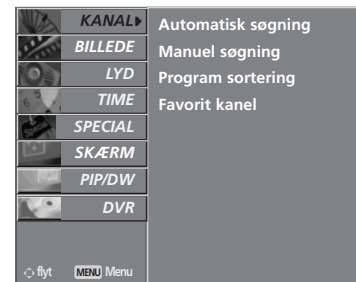 KANAL
BILLEDE
LYD
TIME
SPECIAL
SKÆRM
PIP/DW
DVR
flyt MENU Menu
Automatisk søgning
Manuel søgning
Program sortering
Favorit kanel